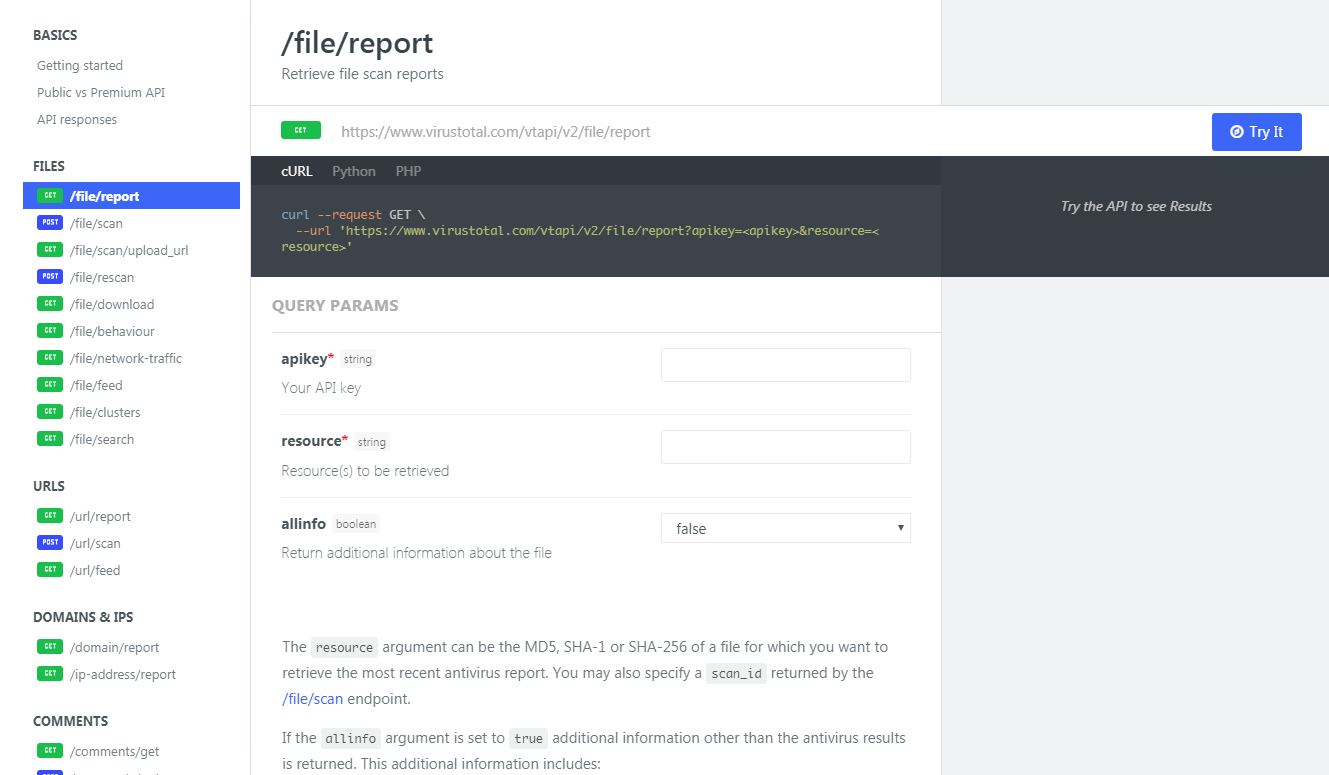 BASICS
Getting started
Public vs Premium API
API responses
FILES
GET /file/report
POST /file/scan
GET /file/scan/upload_url
POST /file/rescan
GET /file/download
GET /file/behaviour
GET /file/network-traffic
GET /file/feed
GET /file/clusters
GET /file/search
URLS
GET /url/report
POST /url/scan
GET /url/feed
DOMAINS & IPS
GET /domain/report
GET /ip-address/report
COMMENTS
GET /comments/get
/file/report
Retrieve file scan reports
GET https://www.virustotal.com/vtapi/v2/file/report
Try It
cURL Python PHP
curl --request GET \
--url 'https://www.virustotal.com/vtapi/v2/file/report?apikey=<apikey>&resource=<
resource>'
Try the API to see Results
QUERY PARAMS
apikey* string
Your API key
resource* string
Resource(s) to be retrieved
allinfo boolean
false
Return additional information about the file
The resource argument can be the MD5, SHA-1 or SHA-256 of a file for which you want to
retrieve the most recent antivirus report. You may also specify a scan_id returned by the
/file/scan endpoint.
If the allinfo argument is set to true additional information other than the antivirus results
is returned. This additional information includes: